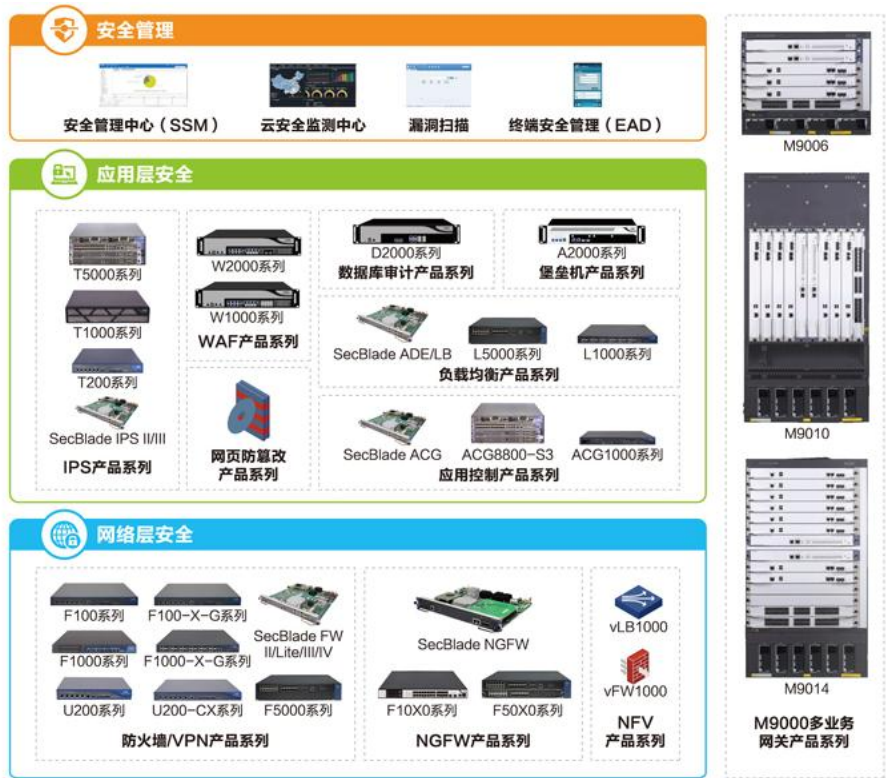 安全管理
安全管理中心（SSM）
云安全监测中心
漏洞扫描
终端安全管理（EAD）
应用层安全
T5000系列
T1000系列
T200系列
SecBlade IPS II/III
IPS产品系列
W2000系列
W1000系列
WAF产品系列
网页防篡改
产品系列
D2000系列
数据库审计产品系列
A2000系列
堡垒机产品系列
SecBlade ADE/LB
L5000系列
L1000系列
负载均衡产品系列
SecBlade ACG
ACG8800-S3
ACG1000系列
应用控制产品系列
网络层安全
F100系列
F100-X-G系列
SecBlade FW
II/Lite/III/IV
F1000系列
F1000-X-G系列
U200系列
U200-CX系列
F5000系列
防火墙/VPN产品系列
SecBlade NGFW
F10X0系列
F50X0系列
NGFW产品系列
vLB1000
vFW1000
NFV
产品系列
M9006
M9010
M9014
M9000多业务
网关产品系列